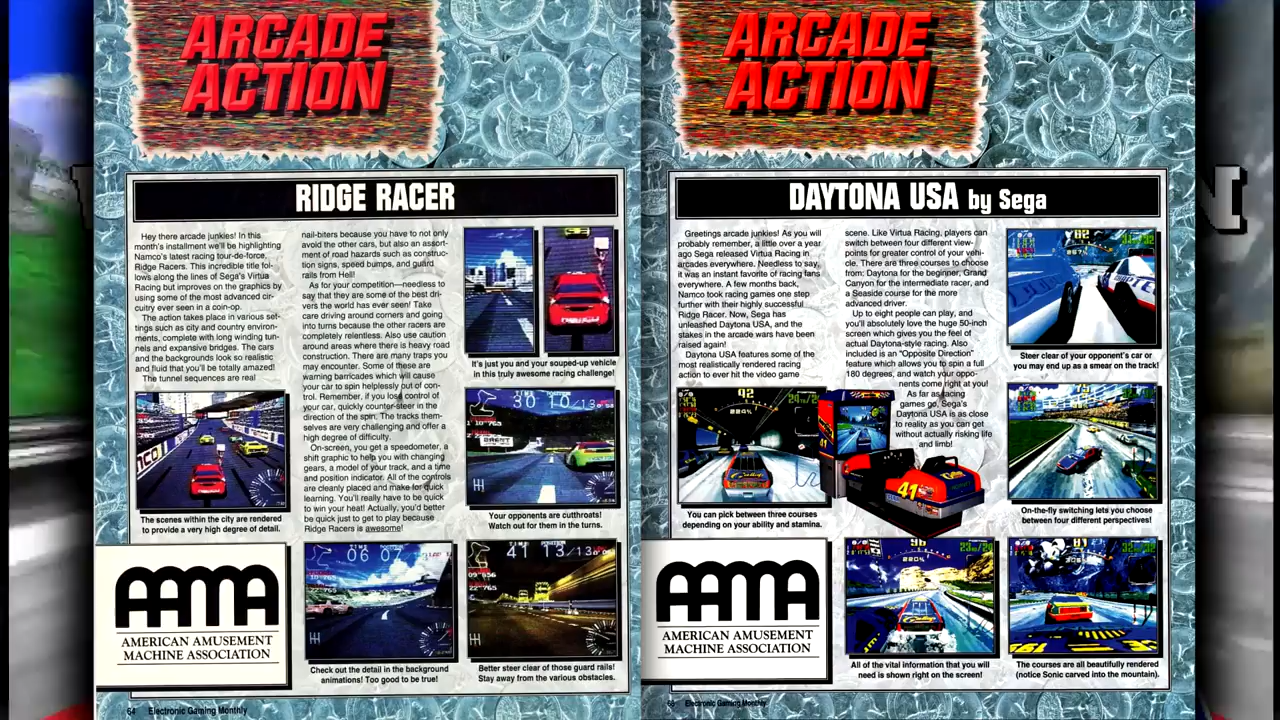 ARCADE
ACTION
RIDGE RACER
Hey there arcade junkies! In this
month's installment we'll be highlighting
Namco's latest racing tour-de-force,
Ridge Racers. This incredible title fol-
lows along the lines of Sega's Virtua
Racing but improves on the graphics by
using some of the most advanced cir-
cuitry ever seen in a coin-op.
The action takes place in various set-
tings such as city and country environ-
ments, complete with long winding tun-
nels and expansive bridges. The cars
and the backgrounds look so realistic
and fluid that you'll be totally amazed!
The tunnel sequences are real
nail-biters because you have to not only
avoid the other cars, but also an assort-
ment of road hazards such as construc-
tion signs, speed bumps, and guard
rails from Hell!
As for your competition—needless to
say that they are some of the best dri-
vers the world has ever seen! Take
care driving around corners and going
into turns because the other racers are
completely relentless. Also use caution
around areas where there is heavy road
construction. There are many traps you
may encounter. Some of these are
warning barricades which will cause
your car to spin helplessly out of con-
trol. Remember, if you lose control of
your car, quickly counter-steer in the
direction of the spin. The tracks them-
selves are very challenging and offer a
high degree of difficulty.
On-screen, you get a speedometer, a
shift graphic to help you with changing
gears, a model of your track, and a time
and position indicator. All of the controls
are cleanly placed and make for quick
learning. You'll really have to be quick
to win your heat! Actually, you'd better
be quick just to get to play because
Ridge Racers is awesome!
It's just you and your souped-up vehicle
in this truly awesome racing challenge!
The scenes within the city are rendered
to provide a very high degree of detail.
30 10/13
Your opponents are cutthroats!
Watch out for them in the turns.
AAMA
AMERICAN AMUSEMENT
MACHINE ASSOCIATION
06 07
Check out the detail in the background
animations! Too good to be true!
41 13/13
Better steer clear of those guard rails!
Stay away from the various obstacles.
64 Electronic Gaming Monthly
ARCADE
ACTION
DAYTONA USA by Sega
Greetings arcade junkies! As you will
probably remember, a little over a year
ago Sega released Virtua Racing in
arcades everywhere. Needless to say,
it was an instant favorite of racing fans
everywhere. A few months back,
Namco took racing games one step
further with their highly successful
Ridge Racer. Now, Sega has
unleashed Daytona USA, and the
stakes in the arcade wars have been
raised again!
Daytona USA features some of the
most realistically rendered racing
action to ever hit the video game
scene. Like Virtua Racing, players can
switch between four different view-
points for greater control of your vehi-
cle. There are three courses to choose
from: Daytona for the beginner, Grand
Canyon for the intermediate racer, and
a Seaside course for the more
advanced driver.
Up to eight people can play, and
you'll absolutely love the huge 50-inch
screen which gives you the feel of
actual Daytona-style racing. Also
included is an "Opposite Direction"
feature which allows you to spin a full
180 degrees, and watch your oppo-
nents come right at you!
As far as racing
games go, Sega's
Daytona USA is as close
to reality as you can get
without actually risking life
and limb!
Steer clear of your opponent's car or
you may end up as a smear on the track!
41
You can pick between three courses
depending on your ability and stamina.
On-the-fly switching lets you choose
between four different perspectives!
AAMA
AMERICAN AMUSEMENT
MACHINE ASSOCIATION
All of the vital information that you will
need is shown right on the screen!
The courses are all beautifully rendered
(notice Sonic carved into the mountain).
Electronic Gaming Monthly